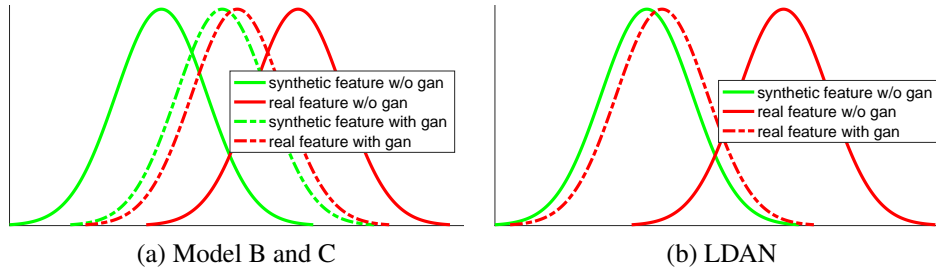 synthetic feature w/o gan
real feature w/o gan
synthetic feature with gan
real feature with gan
(a) Model B and C
synthetic feature w/o gan
real feature w/o gan
real feature with gan
(b) LDAN